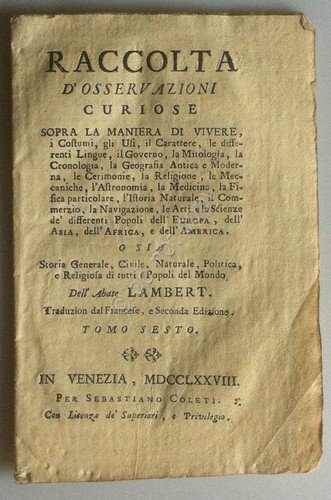 RACCOLTA
D'OSSERVAZIONI
CURIOSE
SOPRA LA MANIERA DI VIVERE,
i Costumi, gli Usi, il Carattere, le diffe-
renti Lingue, il Governo, la Mitologia, la
Cronologia, la Geografia Antica e Moder-
na, le Cerimonie, la Religione, le Mec-
caniche, l'Astronomia, la Medicina, la Fi-
sica particolare, l'Istoria Naturale, il Com-
merzio, la Navigazione, le Arti e le Scienze
de' differenti Popoli dell' EUROPA, dell'
ASIA, dell' AFRICA, e dell' AMERICA.
O SIA
Storia Generale, Civile, Naturale, Politica,
e Religiosa di tutti i Popoli del Mondo,
Dell' Abate LAMBERT.
Traduzion dal Francese, e Seconda Edizione.
TOMO SESTO.
IN VENEZIA, MDCCLXXVIII.
PER SEBASTIANO COLETI.
Con Licenza de' Superiori, e Privilegio.